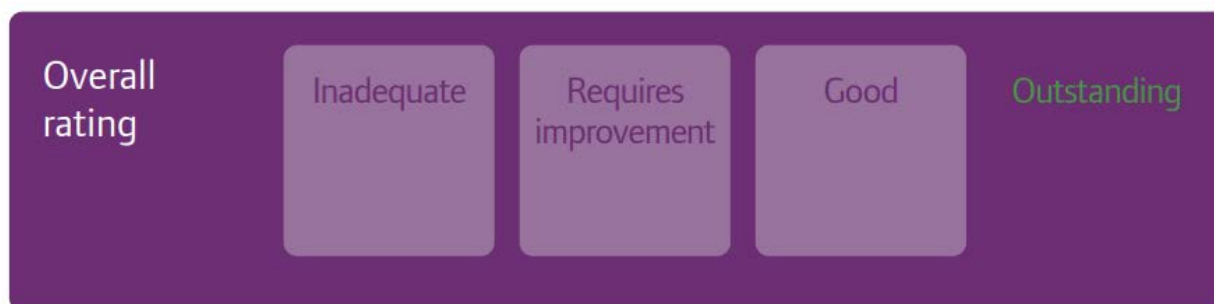 Overall
rating
Inadequate
Requires
improvement
Good
Outstanding